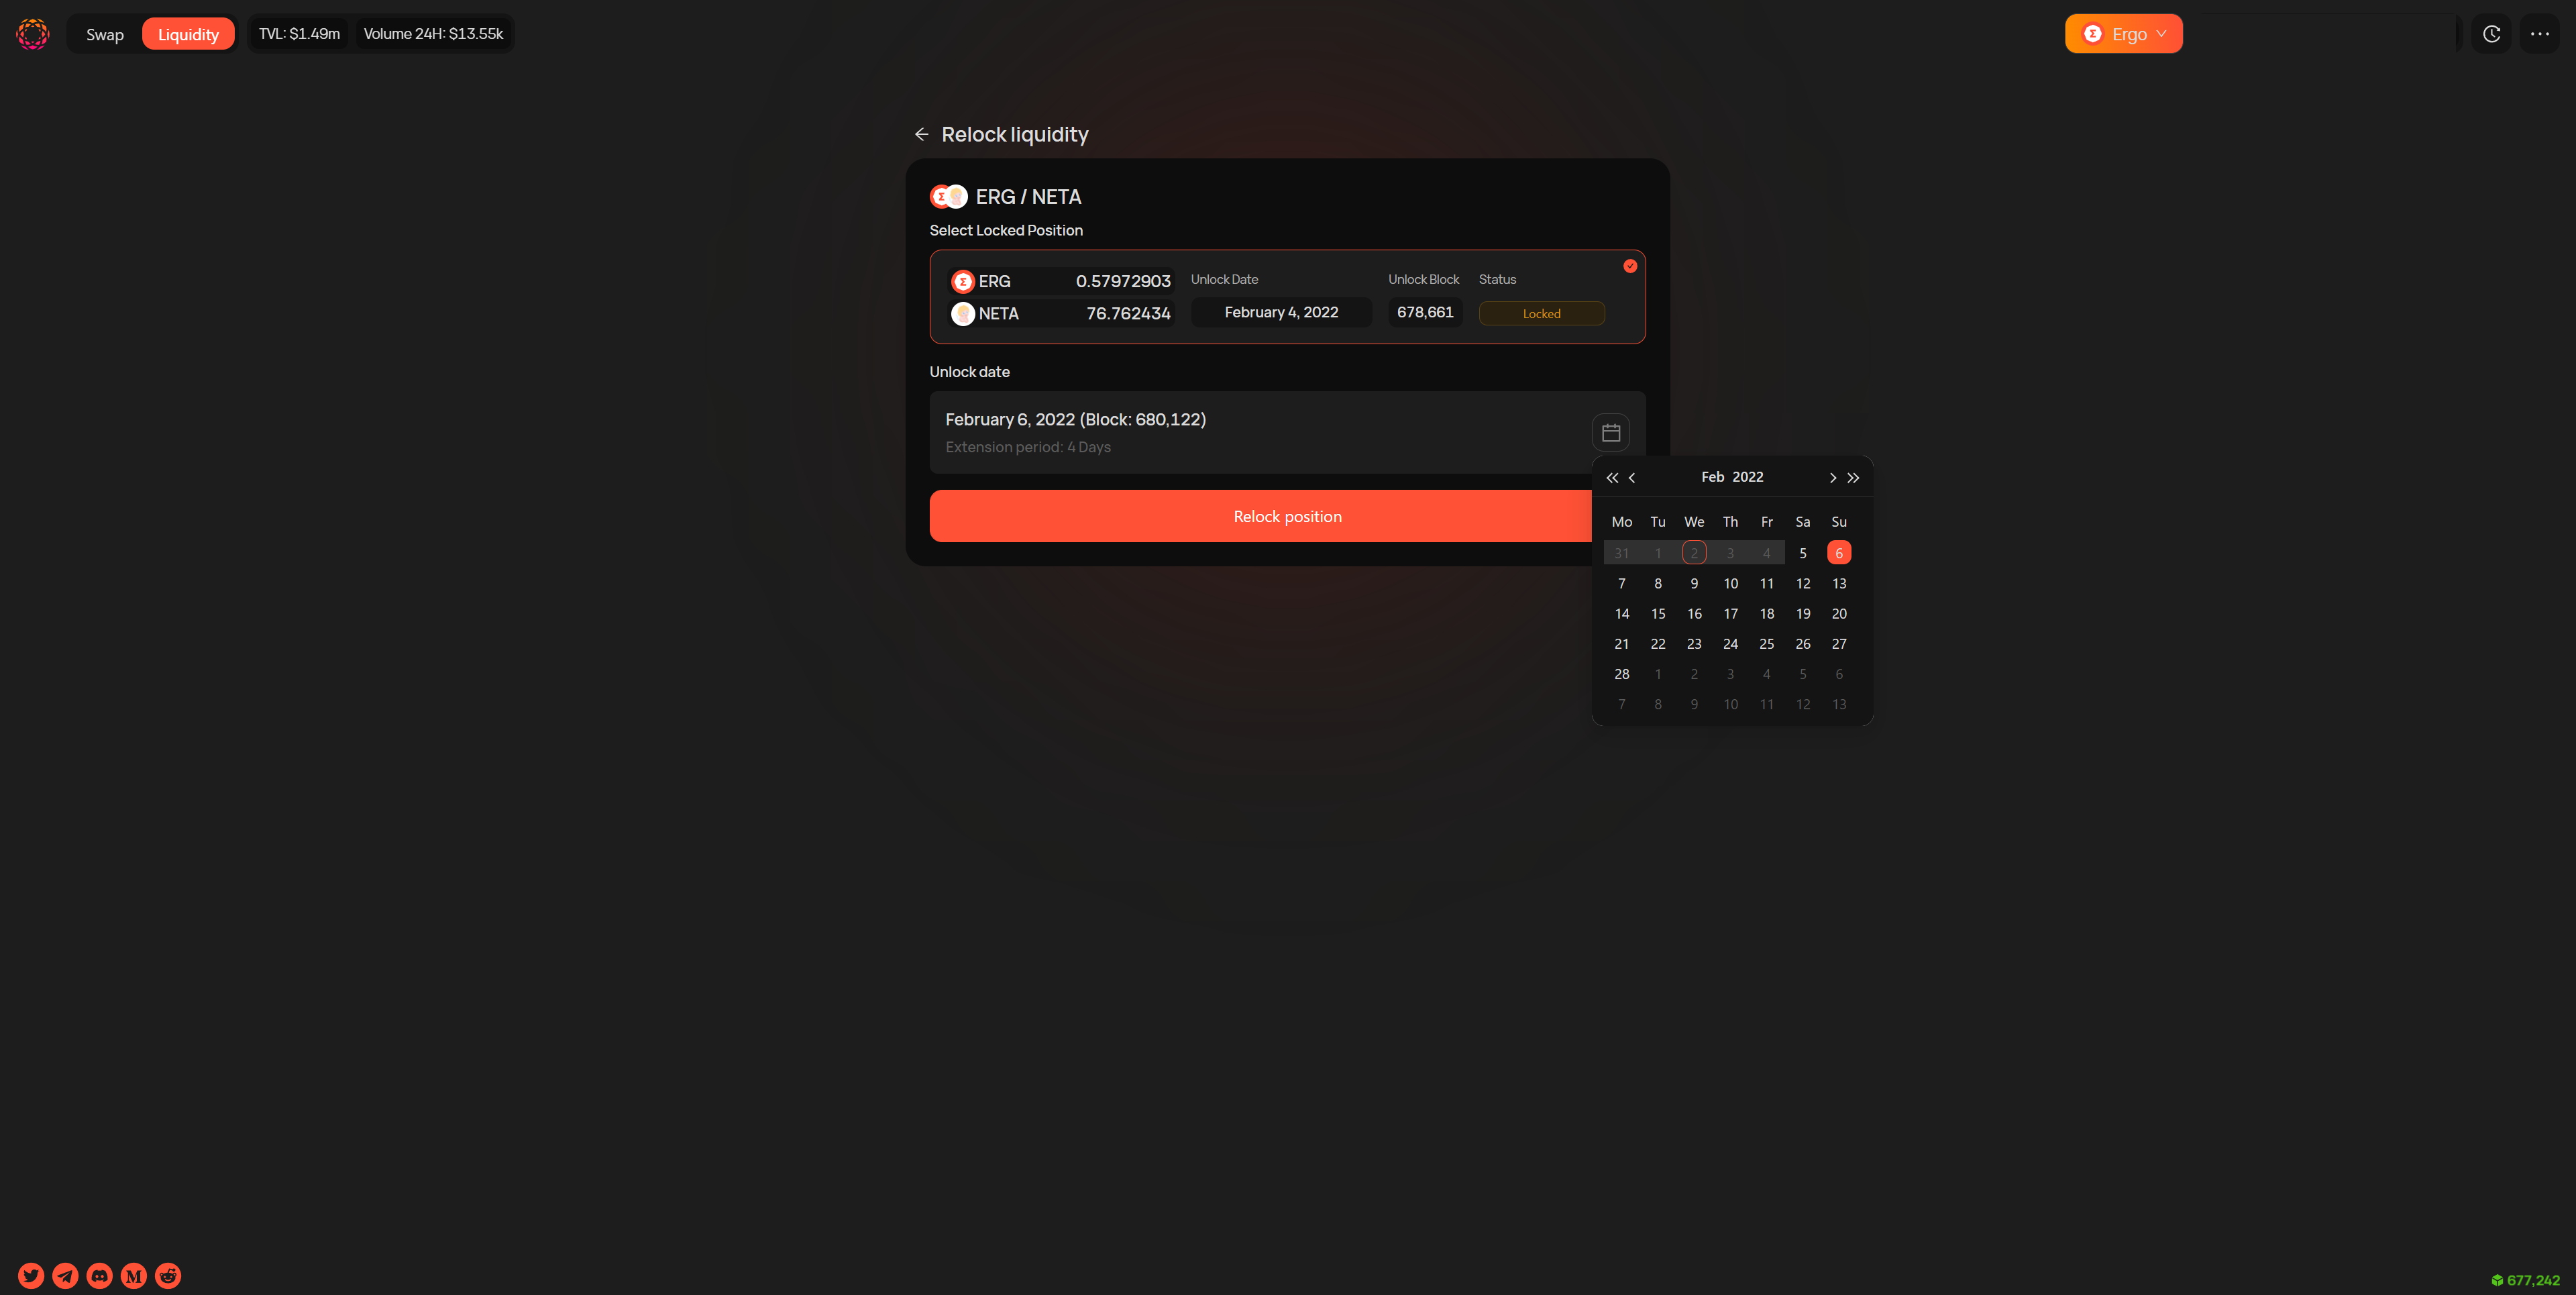 Swap Liquidity TVL: $1.49m Volume 24H: $13.55k Ergo
Relock liquidity
ERG / NETA
Select Locked Position
ERG 0.57972903
NETA 76.762434
Unlock Date
February 4, 2022
Unlock Block
678,661
Status
Locked
Unlock date
February 6, 2022 (Block: 680,122)
Extension period: 4 Days
Relock position
Feb 2022
Mo Tu We Th Fr Sa Su
31 1 2 3 4 5 6
7 8 9 10 11 12 13
14 15 16 17 18 19 20
21 22 23 24 25 26 27
28 1 2 3 4 5 6
7 8 9 10 11 12 13
677,242